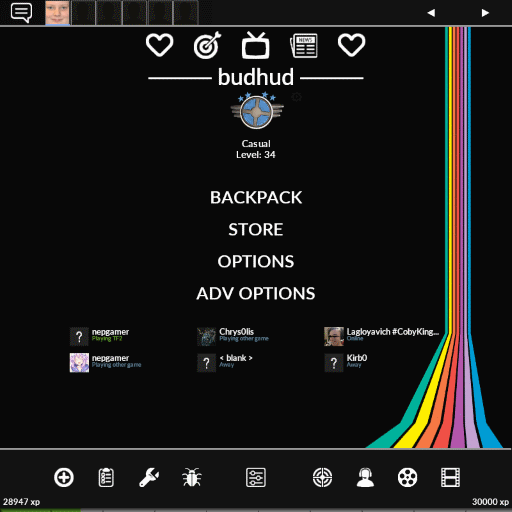 NEWS
budhud
Casual
Level: 34
BACKPACK
STORE
OPTIONS
ADV OPTIONS
nepgamer
Playing TF2
Chrys0lis
Playing other game
Lagloyavich #CobyKing...
Online
nepgamer
Playing other game
< blank >
Away
Kirb0
Away
28947 xp
30000 xp